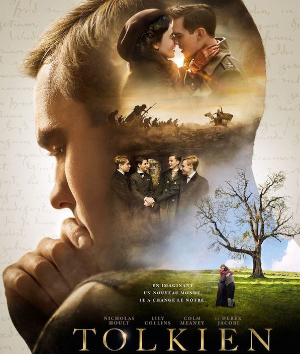 EN IMAGINANT
UN NOUVEAU MONDE
IL A CHANGÉ LE NÔTRE.
NICHOLAS HOULT LILY COLLINS COLM MEANEY ET DEREK JACOBI
TOLKIEN